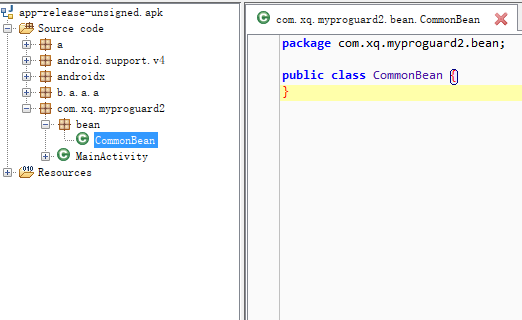 app-release-unsigned.apk
Source code
a
android.support.v4
androidx
b.a.a.a
com.xq.myproguard2
bean
CommonBean
MainActivity
Resources
com.xq.myproguard2.bean.CommonBean
package com.xq.myproguard2.bean;
public class CommonBean {
}